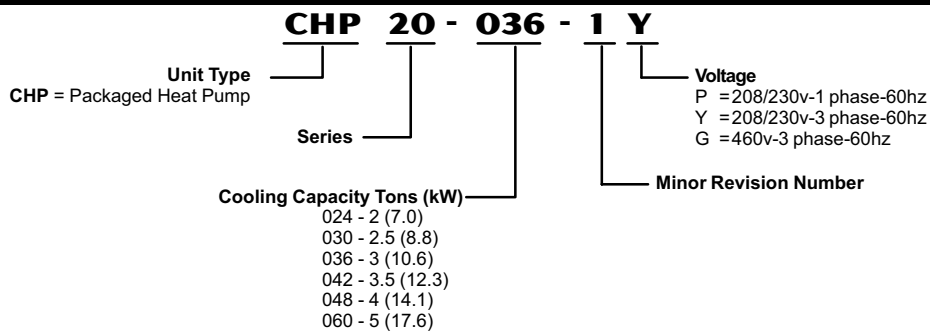 CHP 20 - 036 - 1 Y
Unit Type
CHP = Packaged Heat Pump
Series
Cooling Capacity Tons (kW)
024 - 2 (7.0)
030 - 2.5 (8.8)
036 - 3 (10.6)
042 - 3.5 (12.3)
048 - 4 (14.1)
060 - 5 (17.6)
Voltage
P =208/230v-1 phase-60hz
Y =208/230v-3 phase-60hz
G =460v-3 phase-60hz
Minor Revision Number